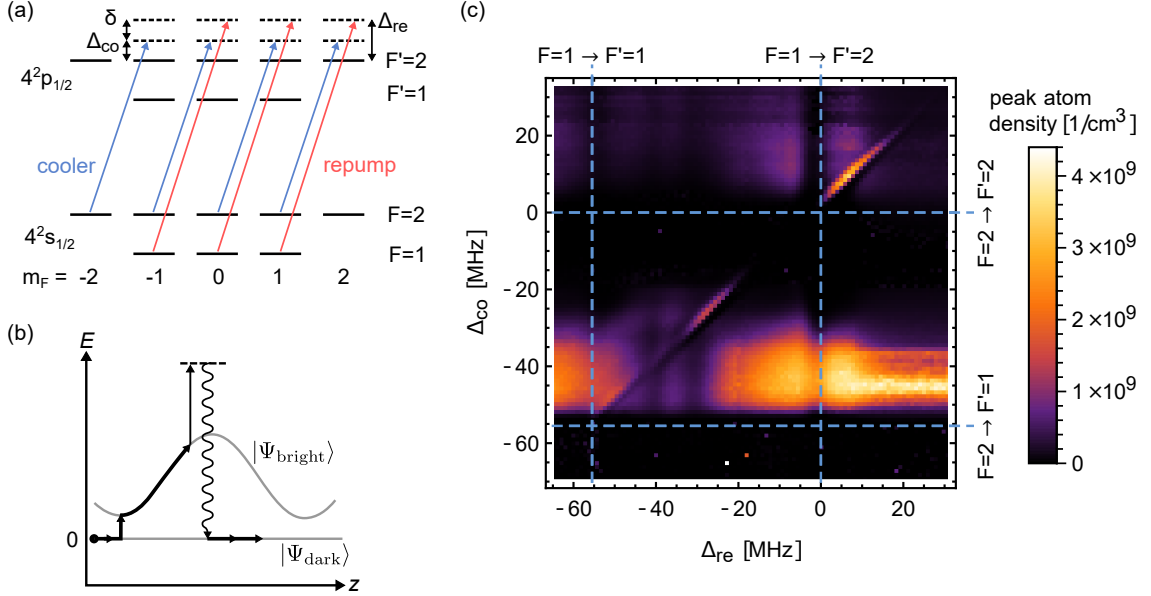 (a)
δ
Δco
Δre
4²p1/2
F'=2
F'=1
cooler
repump
4²s1/2
F=2
F=1
mF = -2 -1 0 1 2
(b)
E
|Ψbright⟩
0
|Ψdark⟩
z
(c)
F=1 → F'=1
F=1 → F'=2
20
0
-20
-40
-60
Δco [MHz]
-60 -40 -20 0 20
Δre [MHz]
F=2 → F'=2
F=2 → F'=1
peak atom
density [1/cm³]
4×10⁹
3×10⁹
2×10⁹
1×10⁹
0